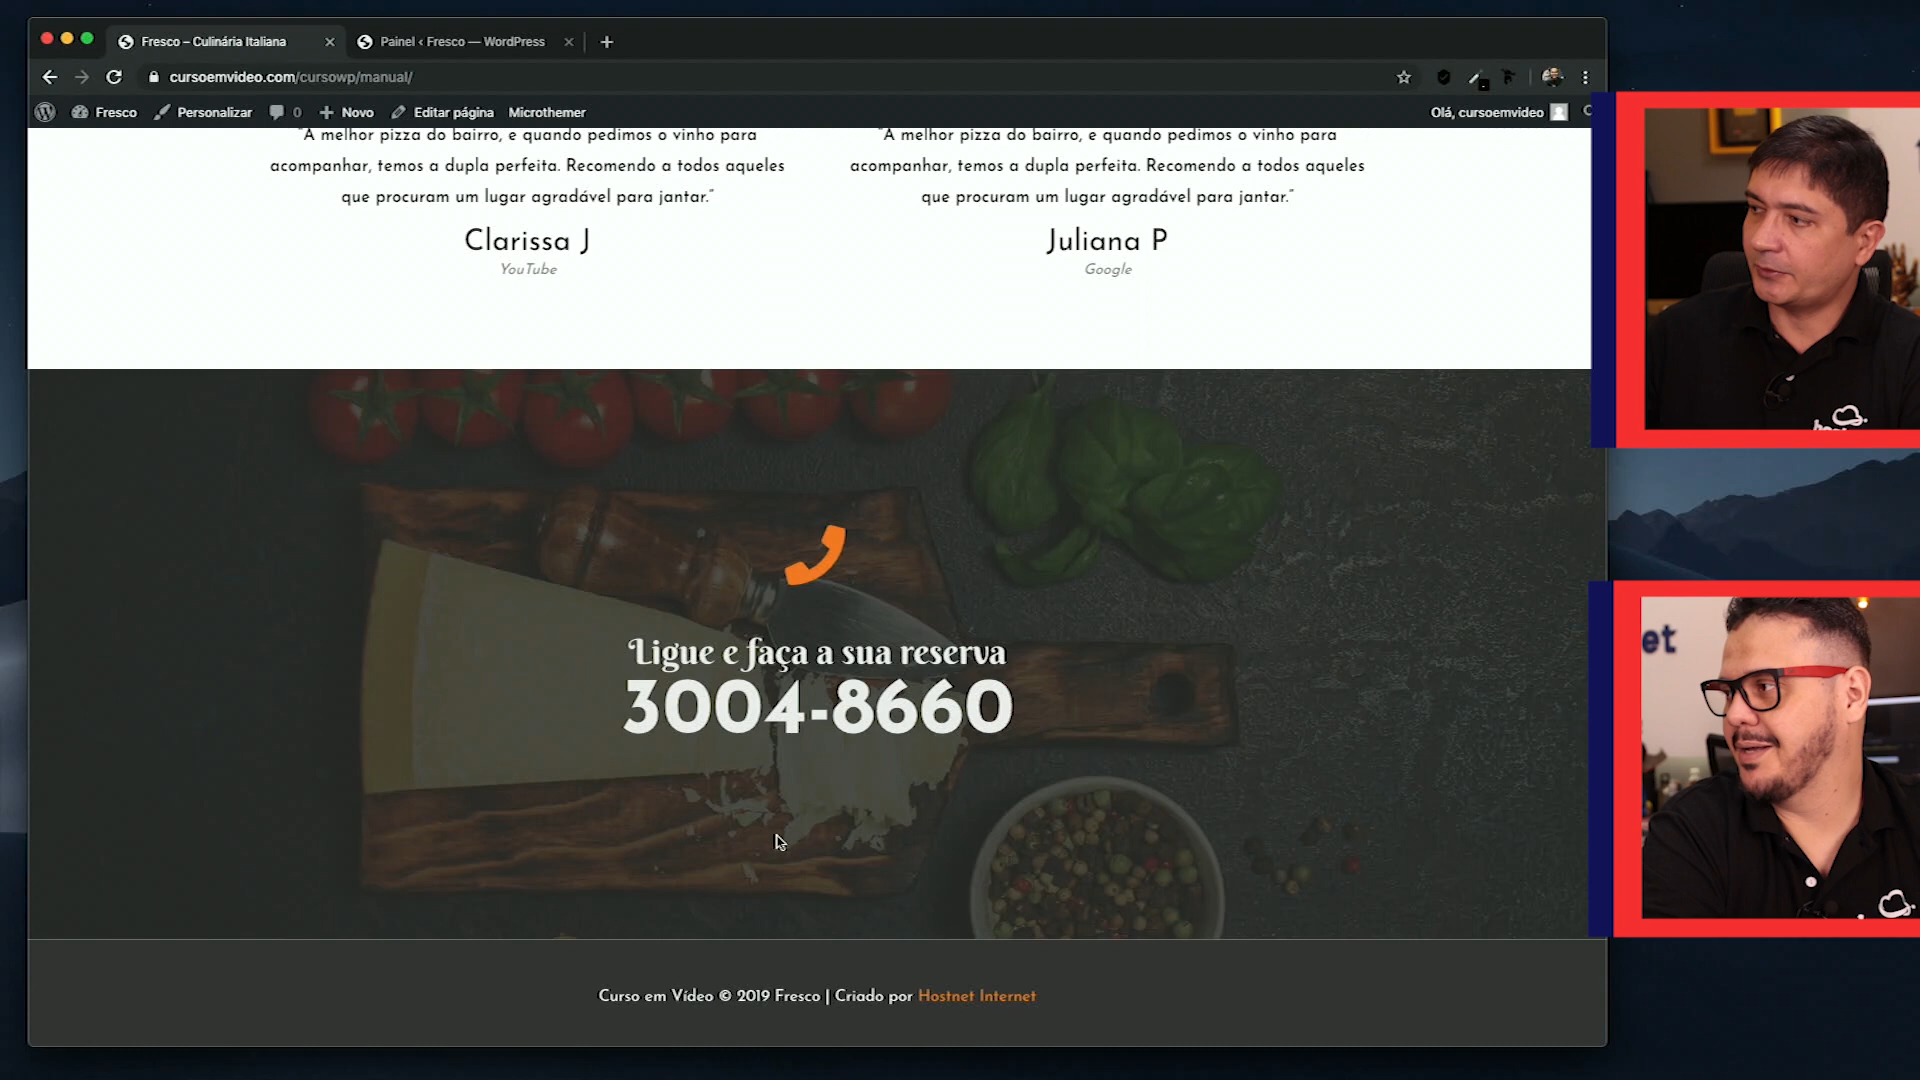 Fresco – Culinária Italiana
Painel ‹ Fresco — WordPress
cursoemvideo.com/cursowp/manual/
Fresco
Personalizar
0
Novo
Editar página
Microthemer
Olá, cursoemvideo
"A melhor pizza do bairro, e quando pedimos o vinho para
acompanhar, temos a dupla perfeita. Recomendo a todos aqueles
que procuram um lugar agradável para jantar."
Clarissa J
YouTube
"A melhor pizza do bairro, e quando pedimos o vinho para
acompanhar, temos a dupla perfeita. Recomendo a todos aqueles
que procuram um lugar agradável para jantar."
Juliana P
Google
Ligue e faça a sua reserva
3004-8660
Curso em Vídeo © 2019 Fresco | Criado por Hostnet Internet
et